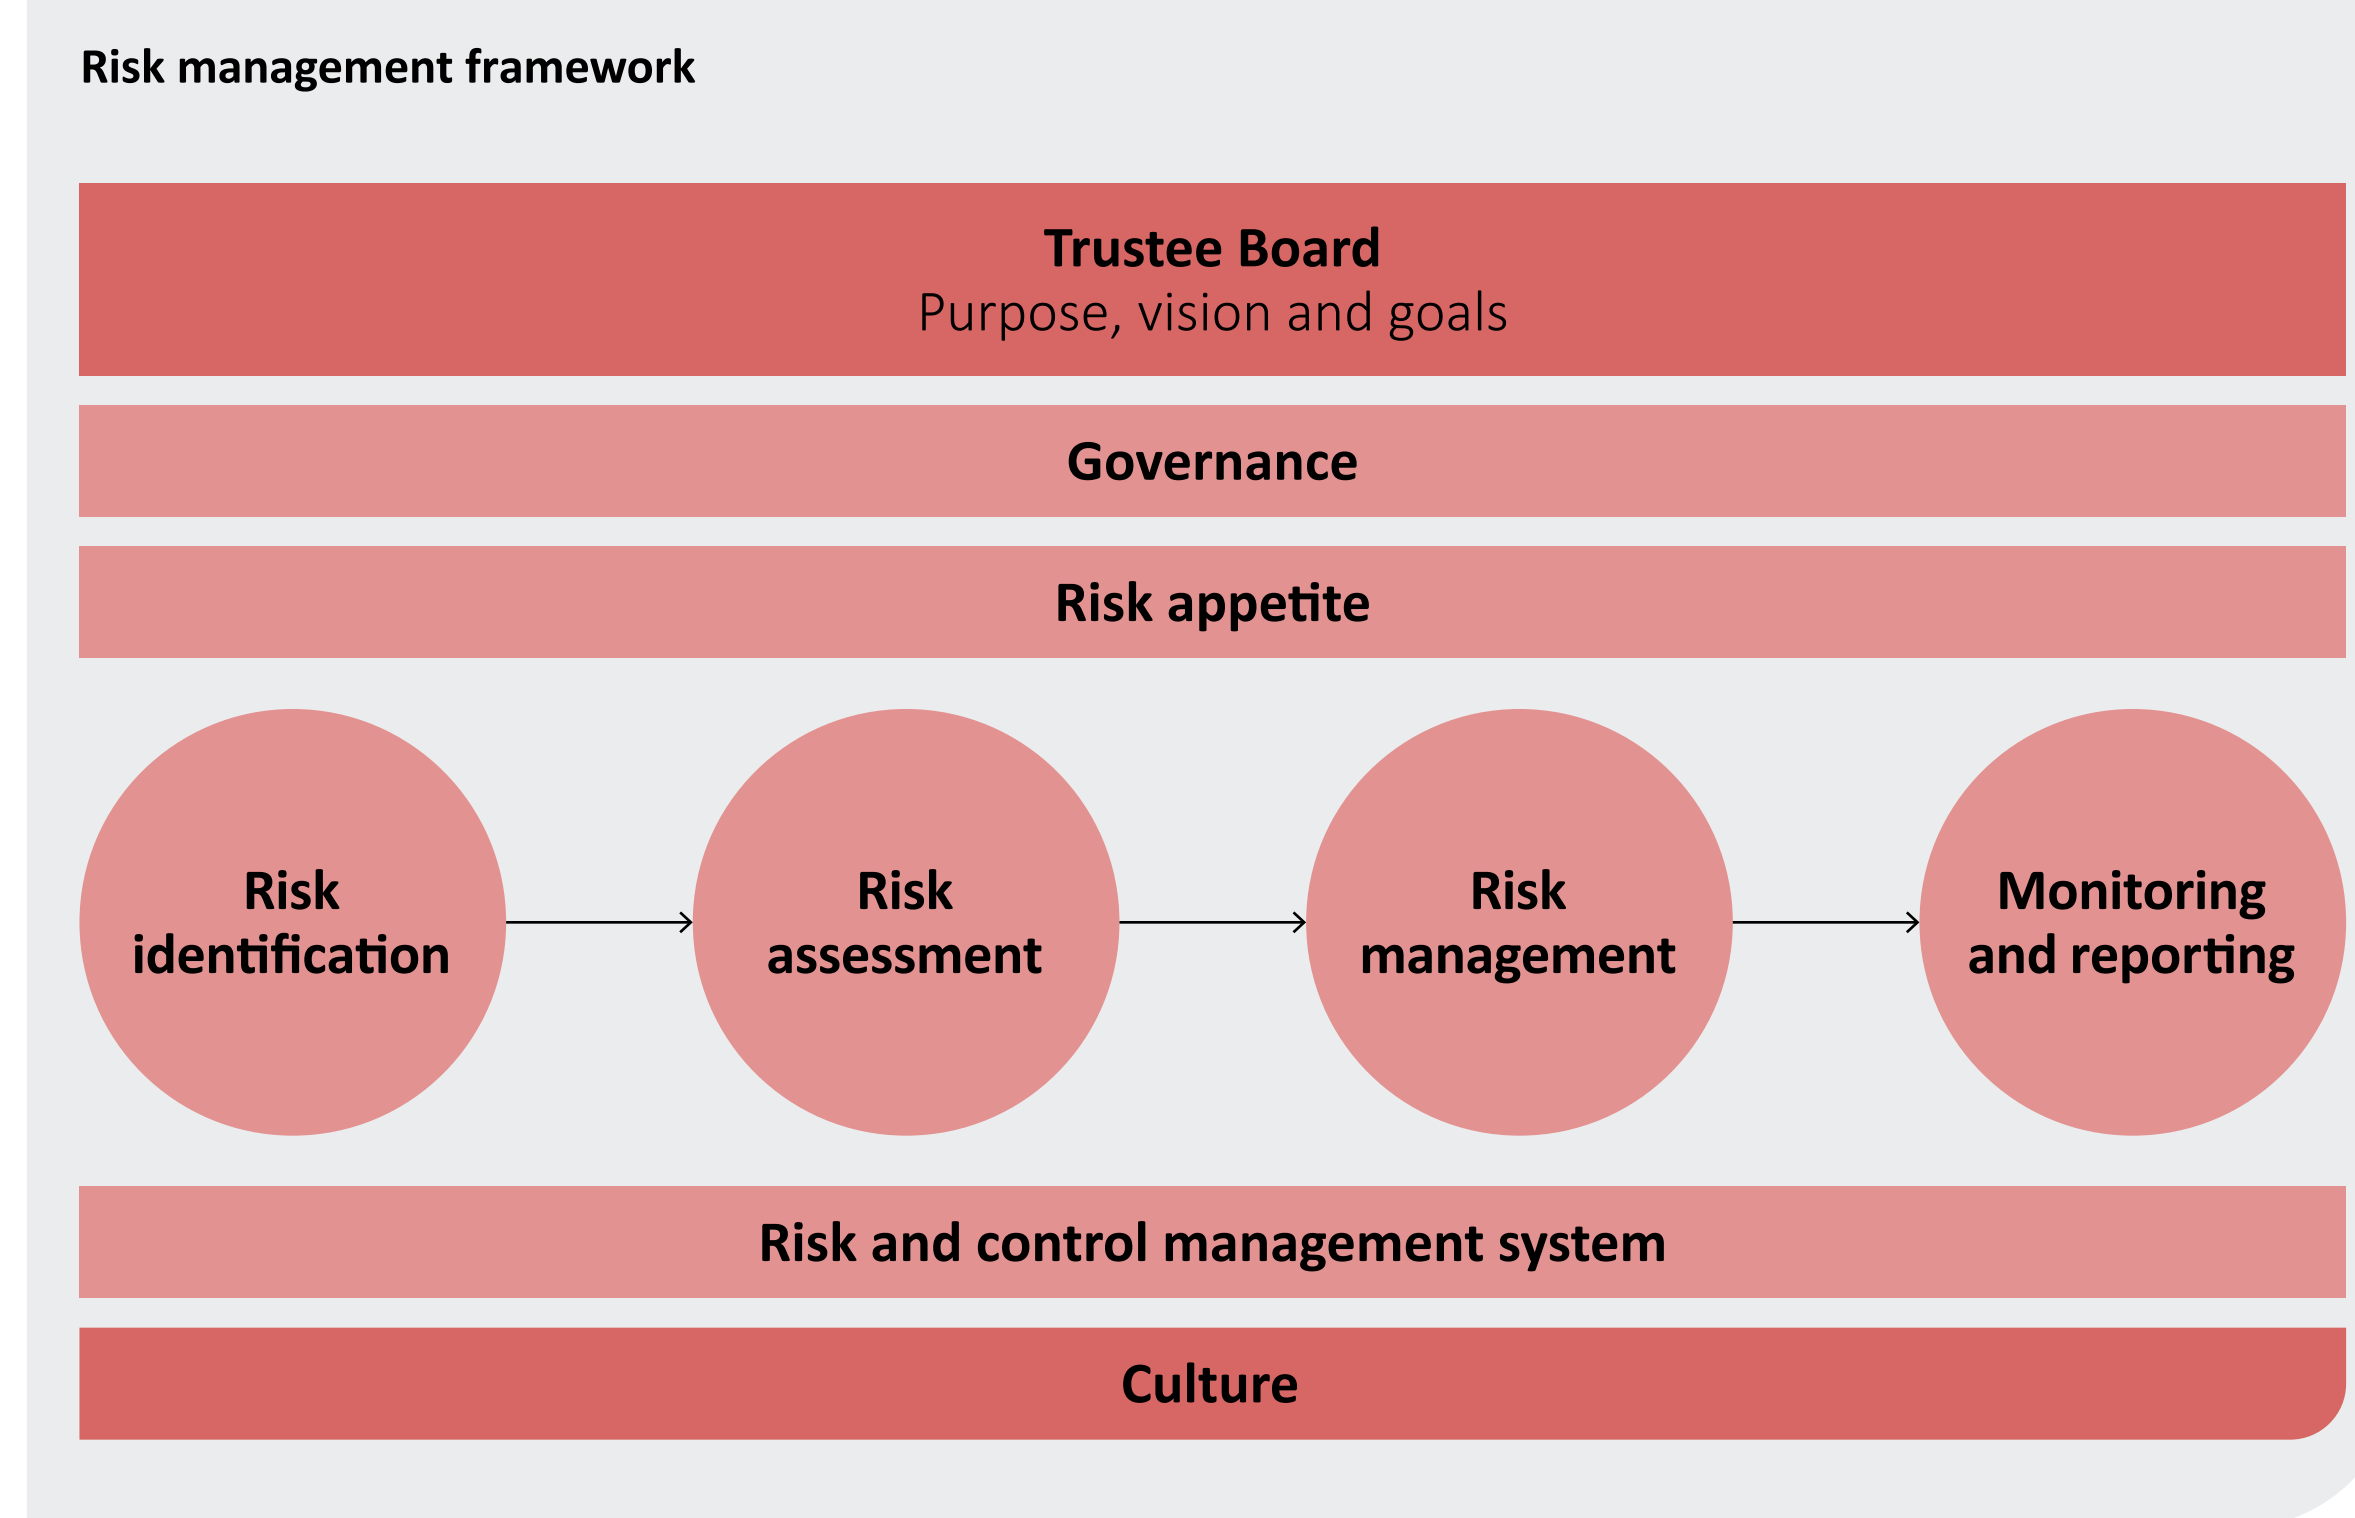 Risk management framework
Trustee Board
Purpose, vision and goals
Governance
Risk appetite
Risk
identification
Risk
assessment
Risk
management
Monitoring
and reporting
Risk and control management system
Culture